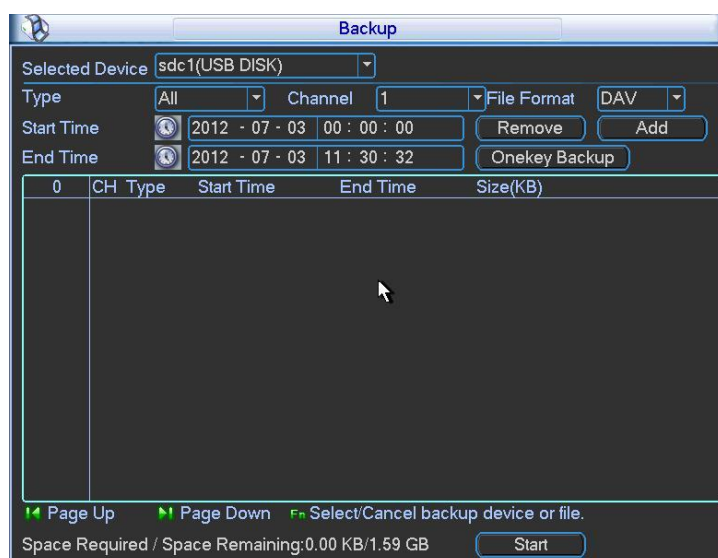 Backup
Selected Device sdc1(USB DISK)
Type All Channel 1 File Format DAV
Start Time 2012 - 07 - 03 00 : 00 : 00 Remove Add
End Time 2012 - 07 - 03 11 : 30 : 32 Onekey Backup
0 CH Type Start Time End Time Size(KB)
Page Up Page Down Fn Select/Cancel backup device or file.
Space Required / Space Remaining:0.00 KB/1.59 GB Start